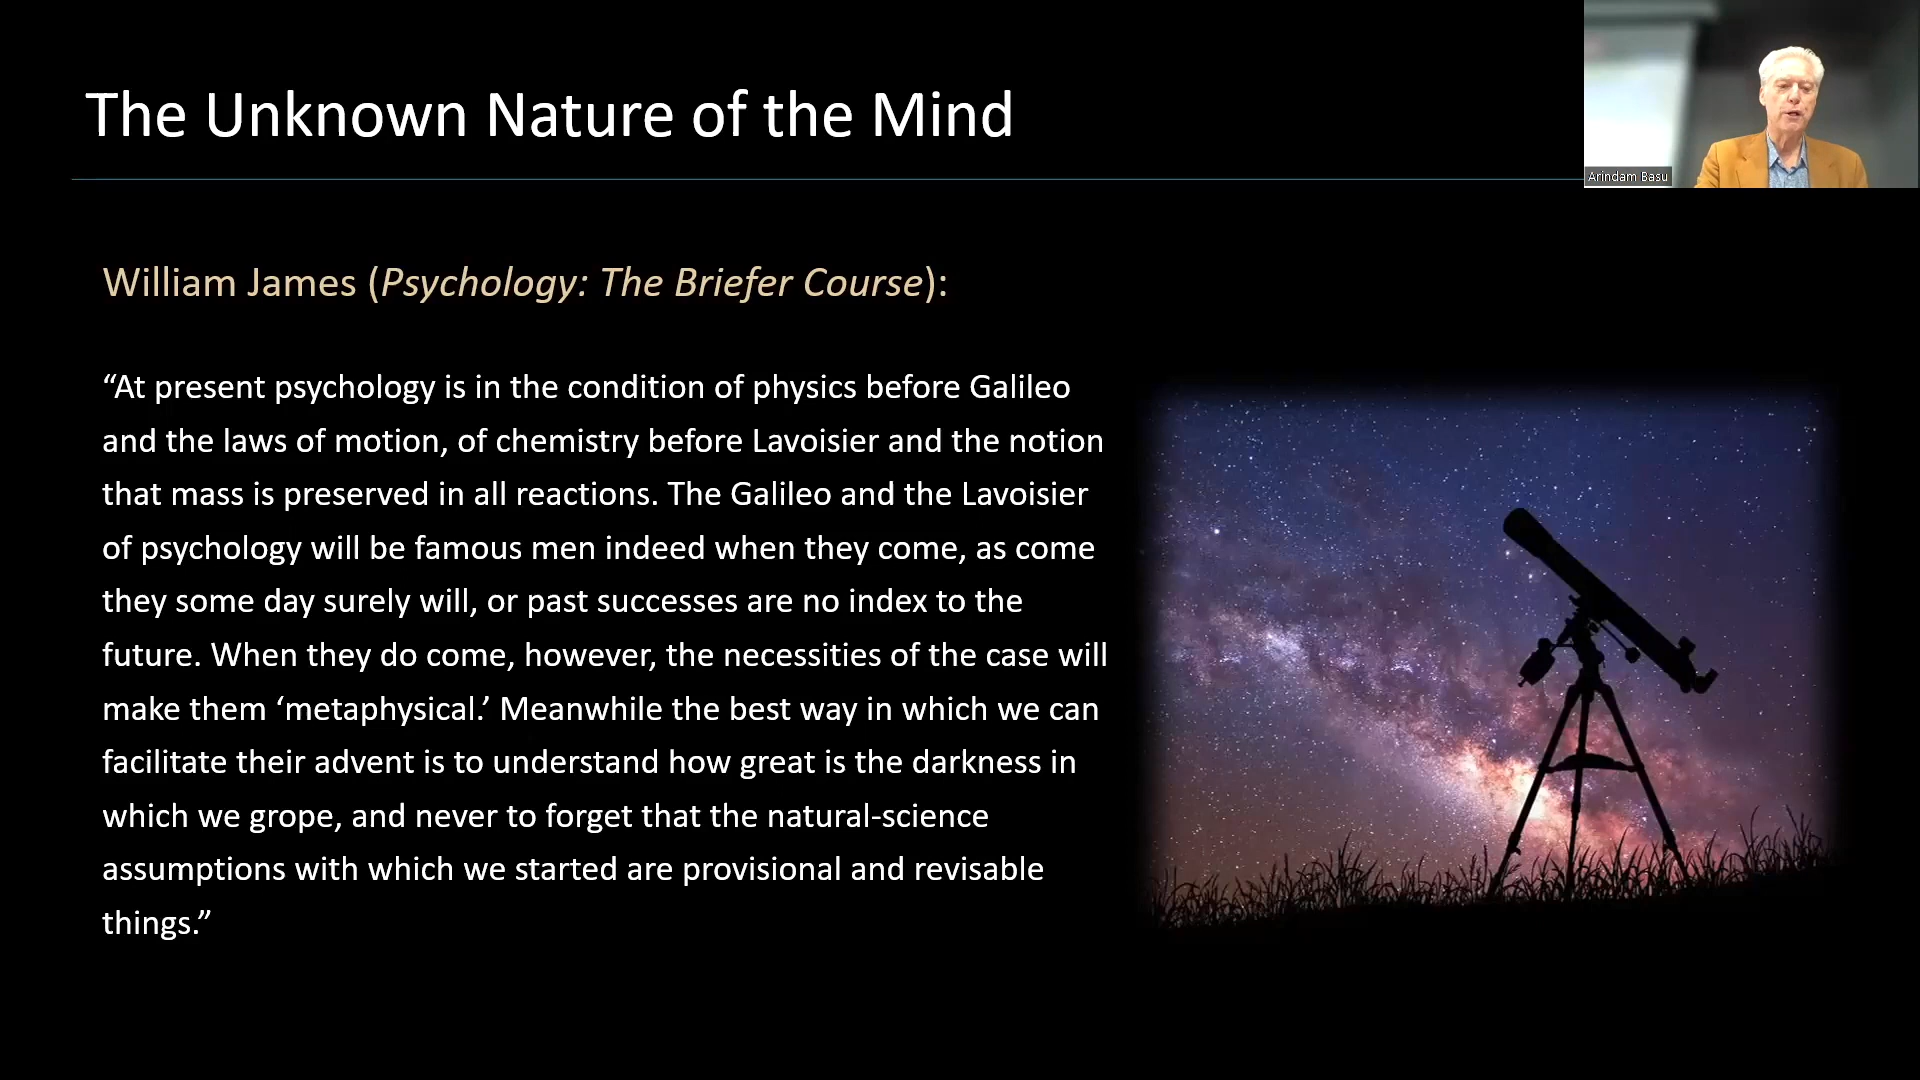 The Unknown Nature of the Mind
Arindam Basu
William James (Psychology: The Briefer Course):
“At present psychology is in the condition of physics before Galileo
and the laws of motion, of chemistry before Lavoisier and the notion
that mass is preserved in all reactions. The Galileo and the Lavoisier
of psychology will be famous men indeed when they come, as come
they some day surely will, or past successes are no index to the
future. When they do come, however, the necessities of the case will
make them ‘metaphysical.’ Meanwhile the best way in which we can
facilitate their advent is to understand how great is the darkness in
which we grope, and never to forget that the natural-science
assumptions with which we started are provisional and revisable
things.”